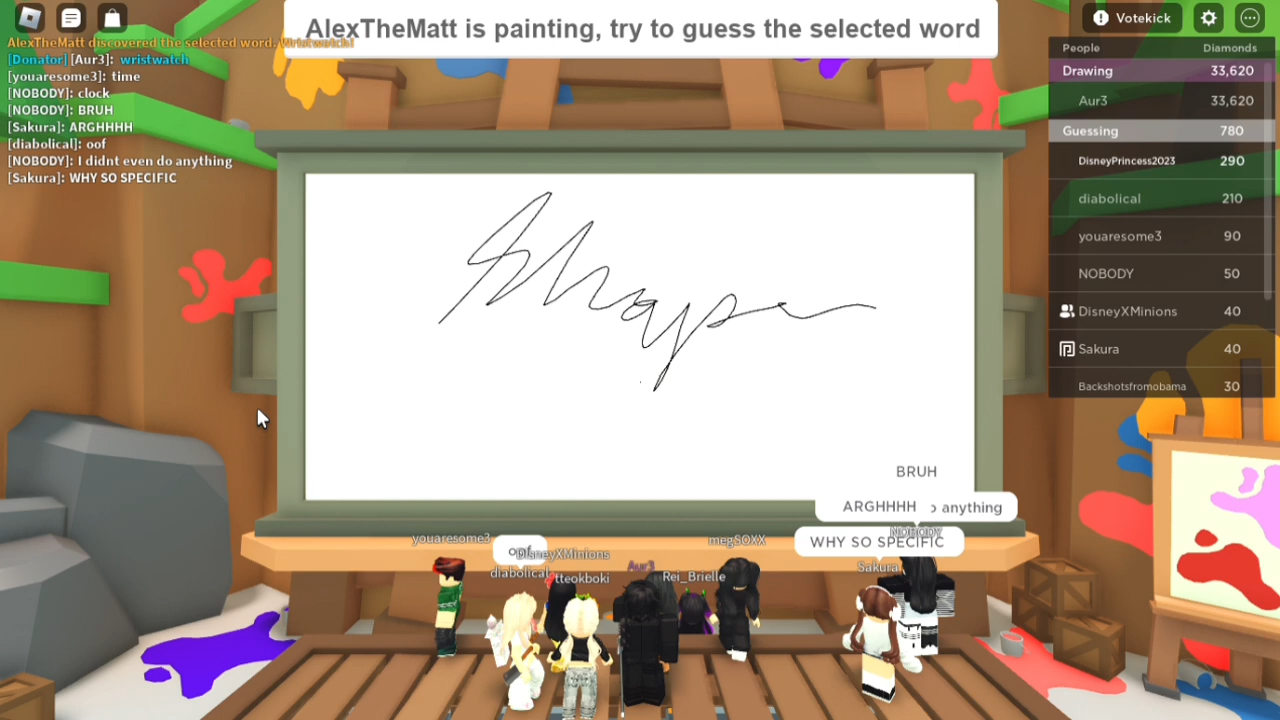 AlexTheMatt is painting, try to guess the selected word
AlexTheMatt discovered the selected word. Wristwatch!
[Donator][Aur3]: wristwatch
[youaresome3]: time
[NOBODY]: clock
[NOBODY]: BRUH
[Sakura]: ARGHHHH
[diabolical]: oof
[NOBODY]: I didnt even do anything
[Sakura]: WHY SO SPECIFIC
Votekick
People Diamonds
Drawing 33,620
Aur3 33,620
Guessing 780
DisneyPrincess2023 290
diabolical 210
youaresome3 90
NOBODY 50
DisneyXMinions 40
Sakura 40
Backshotsfromobama 30
BRUH
ARGHHHH
o anything
NOBODY
WHY SO SPECIFIC
youaresome3
oof
DisneyXMinions
megSOXX
diabolical
tteokboki
Aur3
Rei_Brielle
Sakura